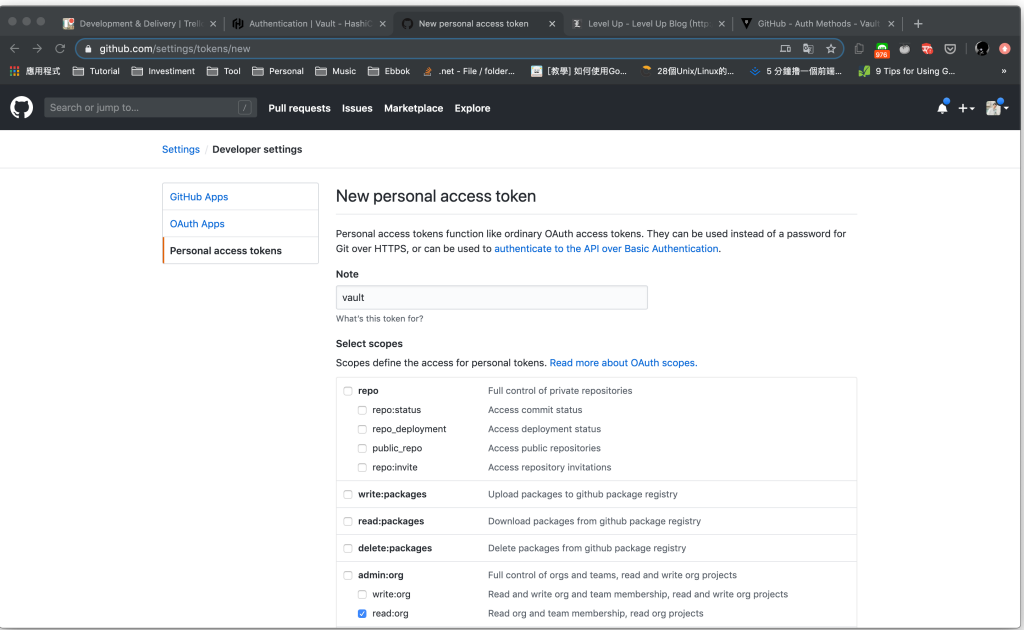 Development & Delivery | Trell
Authentication | Vault - HashiC
New personal access token
Level Up - Level Up Blog (http
GitHub - Auth Methods - Vault
github.com/settings/tokens/new
976
應用程式
Tutorial
Investiment
Tool
Personal
Music
Ebbok
.net - File / folder...
[教學] 如何使用Go...
28個Unix/Linux的...
5 分鐘擼一個前端...
9 Tips for Using G...
»
Search or jump to...
/
Pull requests
Issues
Marketplace
Explore
Settings / Developer settings
GitHub Apps
OAuth Apps
Personal access tokens
New personal access token
Personal access tokens function like ordinary OAuth access tokens. They can be used instead of a password for
Git over HTTPS, or can be used to authenticate to the API over Basic Authentication.
Note
vault
What's this token for?
Select scopes
Scopes define the access for personal tokens. Read more about OAuth scopes.
repo Full control of private repositories
repo:status Access commit status
repo_deployment Access deployment status
public_repo Access public repositories
repo:invite Access repository invitations
write:packages Upload packages to github package registry
read:packages Download packages from github package registry
delete:packages Delete packages from github package registry
admin:org Full control of orgs and teams, read and write org projects
write:org Read and write org and team membership, read and write org projects
read:org Read org and team membership, read org projects